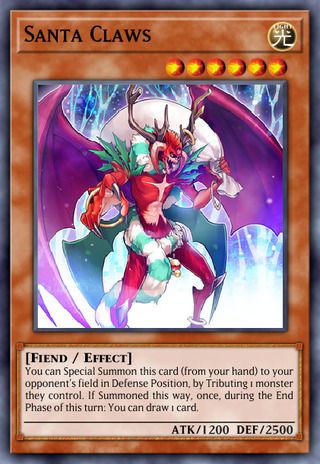 Santa Claws
LIGHT
光
[Fiend / Effect]
You can Special Summon this card (from your hand) to your
opponent's field in Defense Position, by Tributing 1 monster
they control. If Summoned this way, once, during the End
Phase of this turn: You can draw 1 card.
ATK/1200 DEF/2500